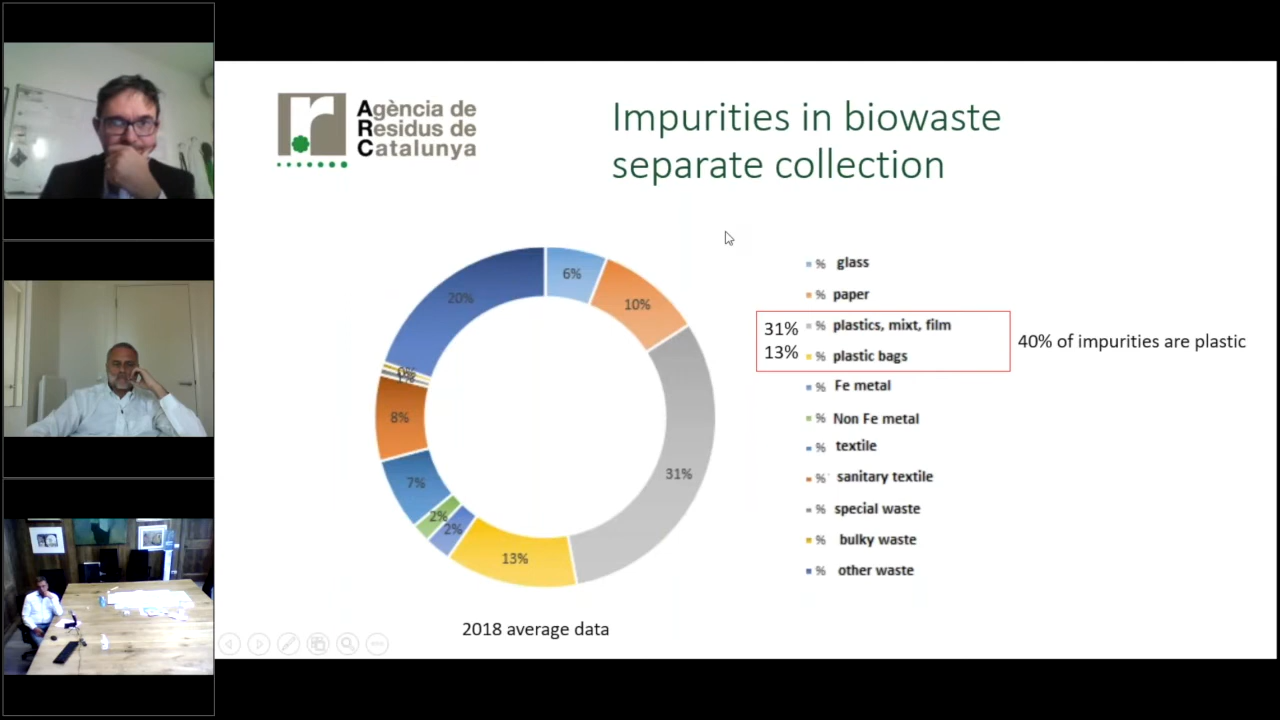 Agència de
Residus de
Catalunya
Impurities in biowaste
separate collection
6%
10%
31%
13%
2%
2%
7%
8%
1%
0%
20%
% glass
% paper
31% % plastics, mixt, film
13% % plastic bags
40% of impurities are plastic
% Fe metal
% Non Fe metal
% textile
% sanitary textile
% special waste
% bulky waste
% other waste
2018 average data